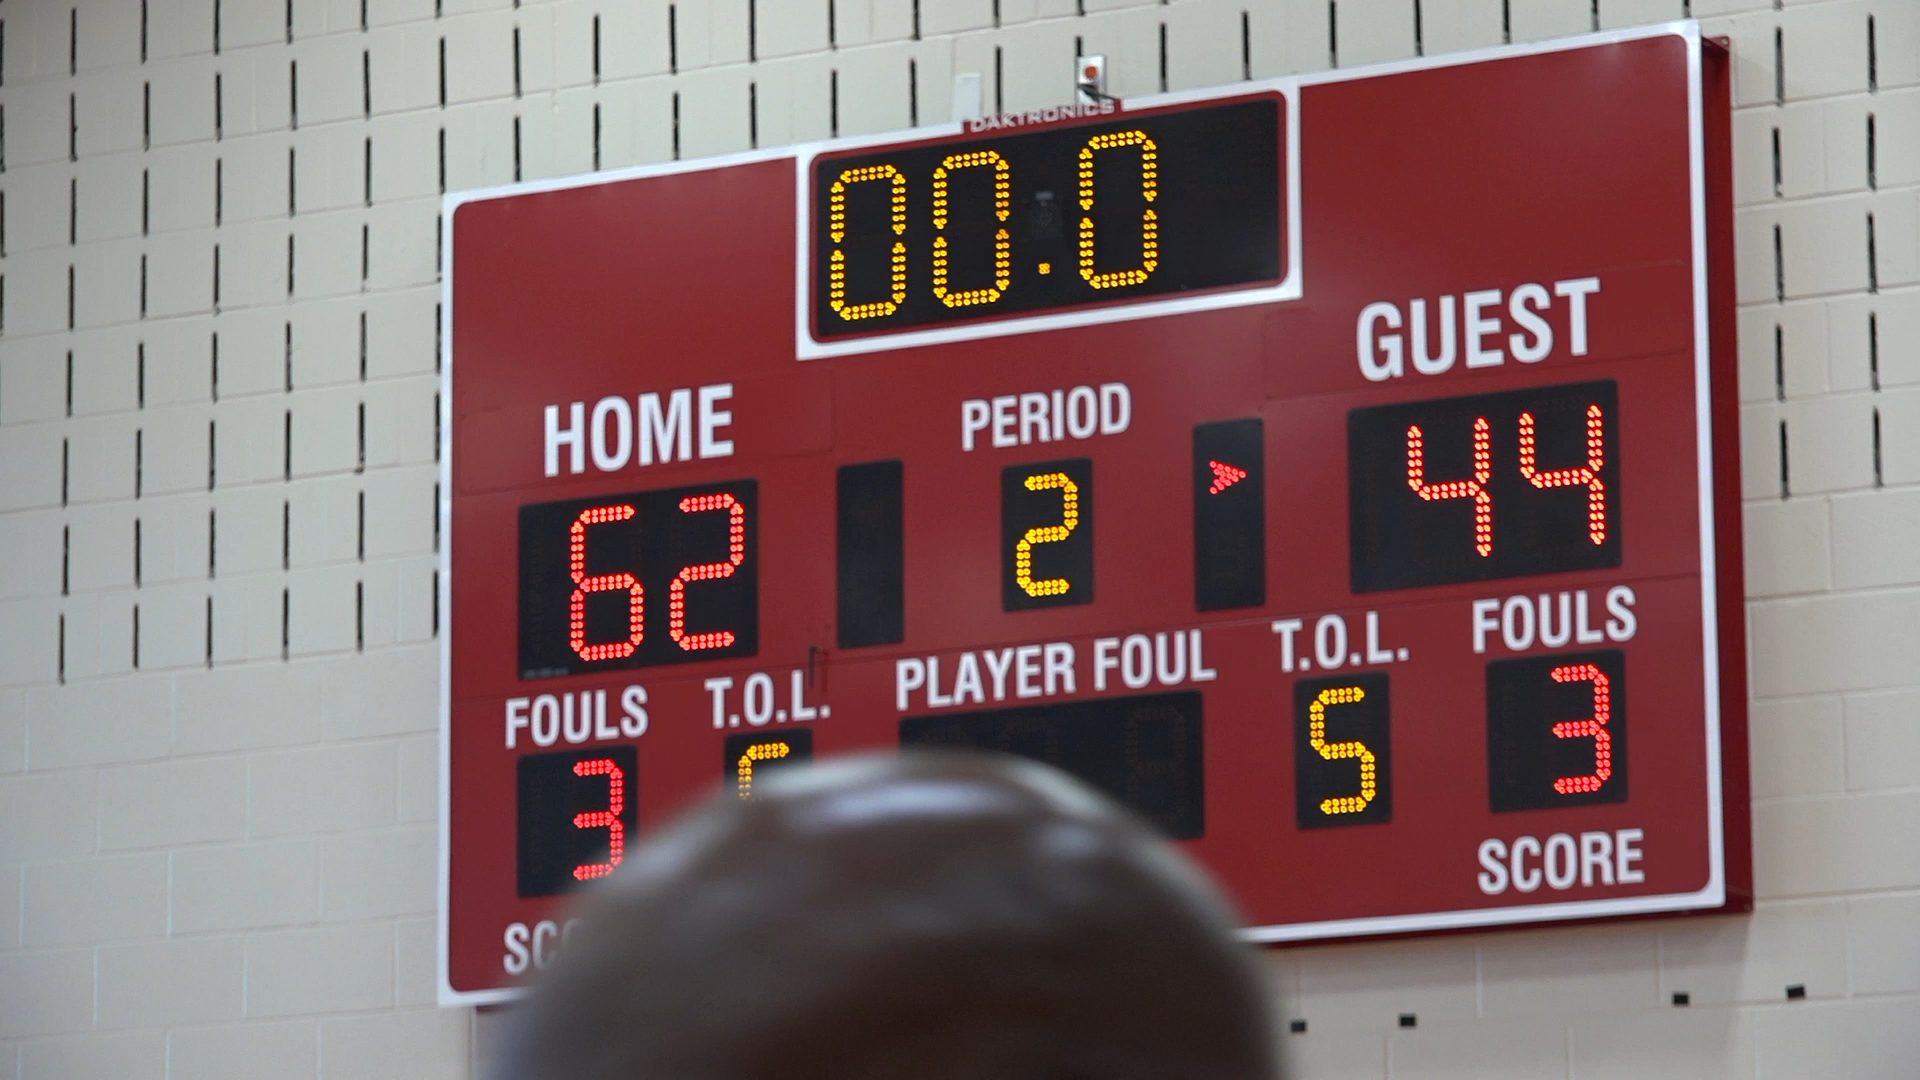 DAKTRONICS
00.0
HOME
PERIOD
GUEST
62
2
>
44
FOULS
T.O.L.
PLAYER FOUL
T.O.L.
FOULS
3
5
3
SCORE